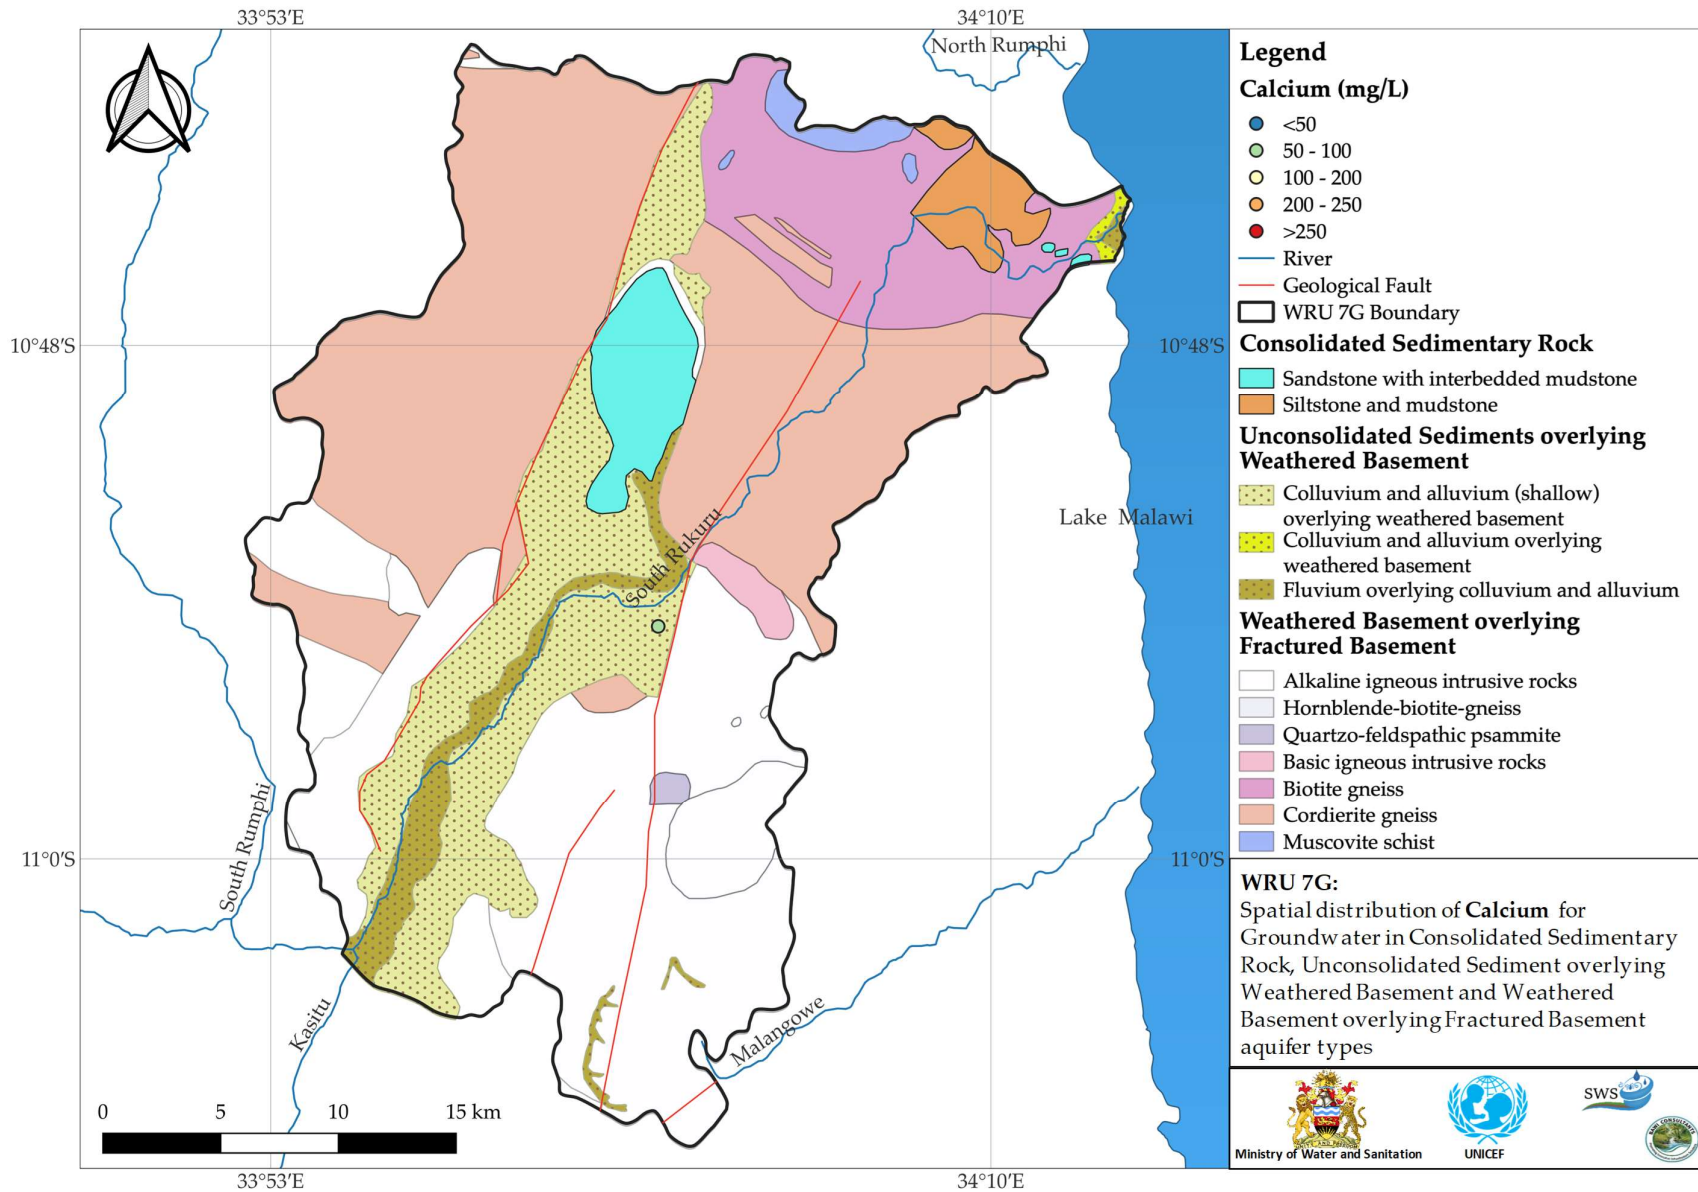 33°53′E
34°10′E
North Rumphi
10°48′S
10°48′S
Lake Malawi
South Rukuru
South Rumphi
11°0′S
11°0′S
Kasitu
Malangowe
0 5 10 15 km
33°53′E
34°10′E
Legend
Calcium (mg/L)
<50
50 - 100
100 - 200
200 - 250
>250
River
Geological Fault
WRU 7G Boundary
Consolidated Sedimentary Rock
Sandstone with interbedded mudstone
Siltstone and mudstone
Unconsolidated Sediments overlying
Weathered Basement
Colluvium and alluvium (shallow)
overlying weathered basement
Colluvium and alluvium overlying
weathered basement
Fluvium overlying colluvium and alluvium
Weathered Basement overlying
Fractured Basement
Alkaline igneous intrusive rocks
Hornblende-biotite-gneiss
Quartzo-feldspathic psammite
Basic igneous intrusive rocks
Biotite gneiss
Cordierite gneiss
Muscovite schist
WRU 7G:
Spatial distribution of Calcium for
Groundwater in Consolidated Sedimentary
Rock, Unconsolidated Sediment overlying
Weathered Basement and Weathered
Basement overlying Fractured Basement
aquifer types
Ministry of Water and Sanitation
UNICEF
SWS